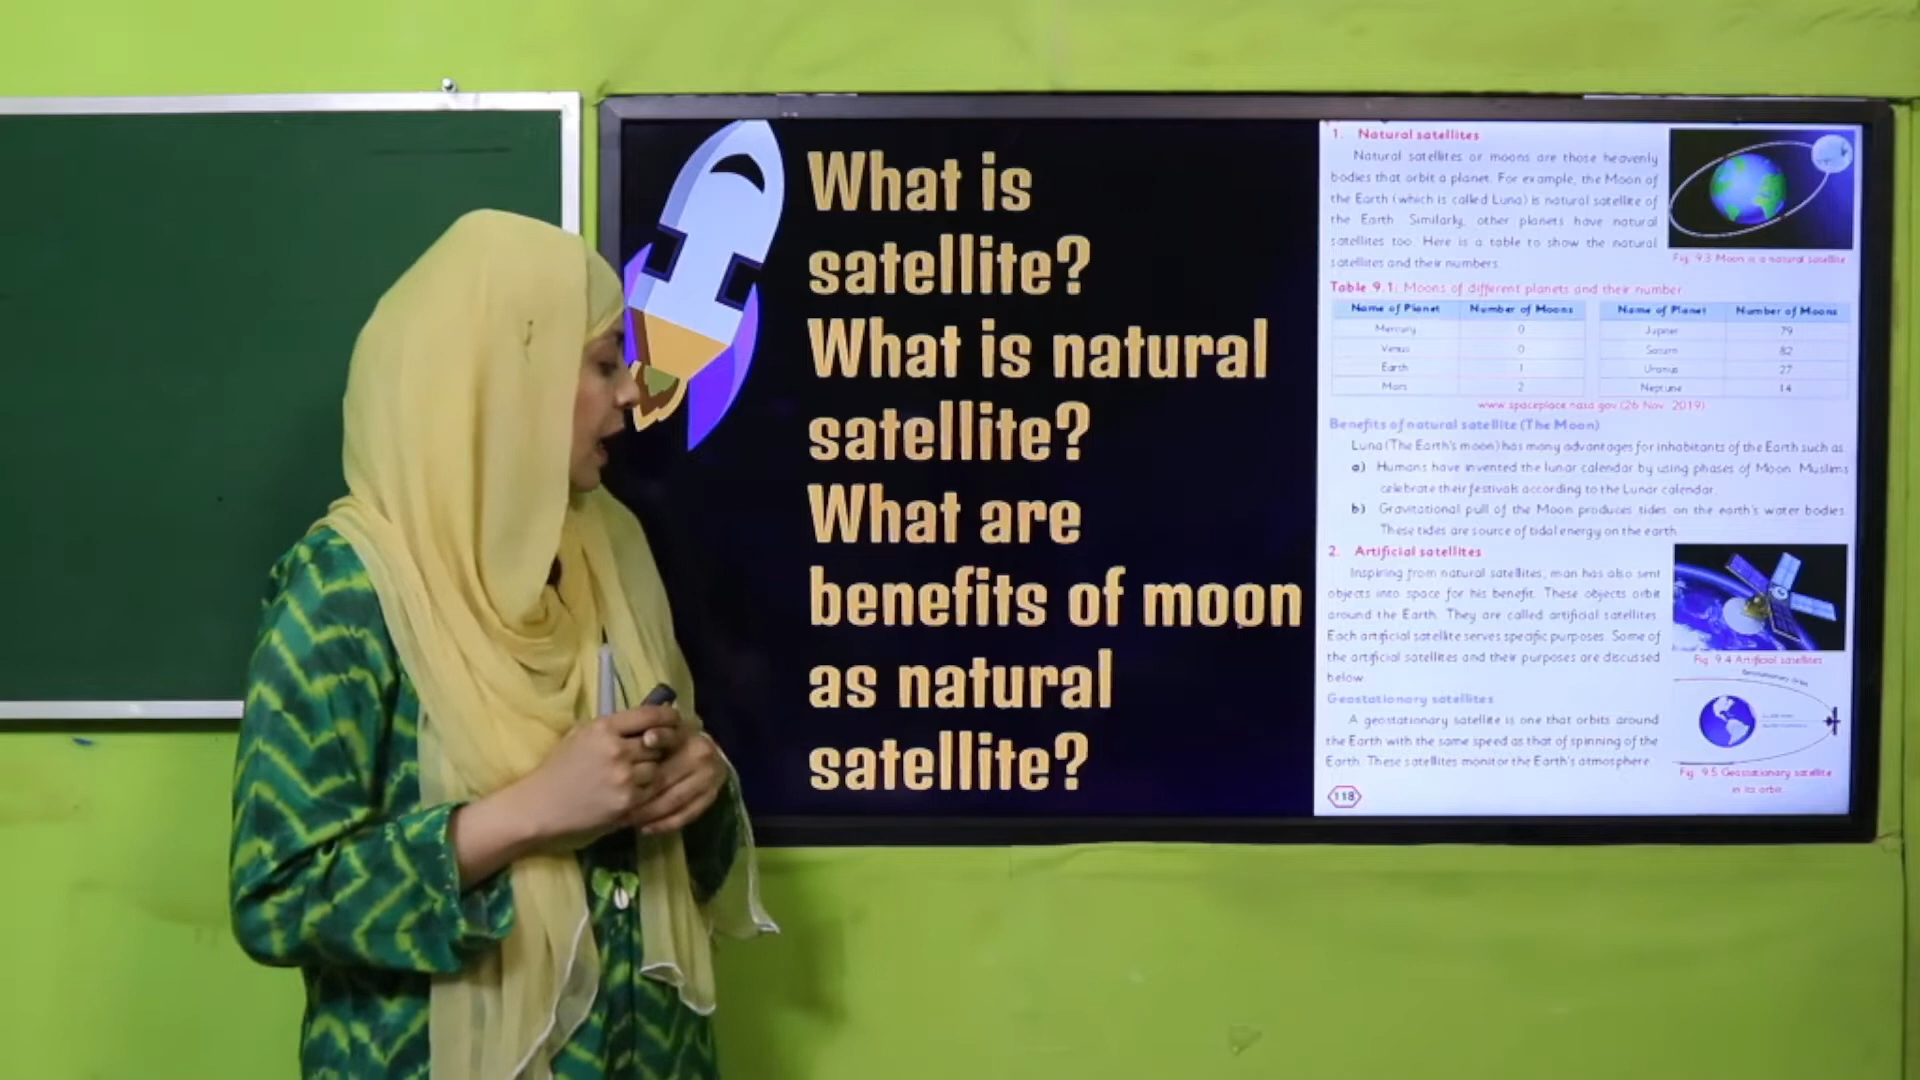 What is
satellite?
What is natural
satellite?
What are
benefits of moon
as natural
satellite?
1. Natural satellites
Natural satellites or moons are those heavenly
bodies that orbit a planet. For example, the Moon of
the Earth (which is called Luna) is natural satellite of
the Earth. Similarly, other planets have natural
satellites too. Here is a table to show the natural
satellites and their numbers.
Fig. 9.3 Moon is a natural satellite
Table 9.1: Moons of different planets and their number
Name of Planet Number of Moons Name of Planet Number of Moons
Mercury 0 Jupiter 79
Venus 0 Saturn 82
Earth 1 Uranus 27
Mars 2 Neptune 14
www.spaceplace.nasa.gov (26 Nov. 2019)
Benefits of natural satellite (The Moon)
Luna (The Earth's moon) has many advantages for inhabitants of the Earth such as:
a) Humans have invented the lunar calendar by using phases of Moon. Muslims
celebrate their festivals according to the Lunar calendar.
b) Gravitational pull of the Moon produces tides on the earth's water bodies.
These tides are source of tidal energy on the earth.
2. Artificial satellites
Inspiring from natural satellites, man has also sent
objects into space for his benefit. These objects orbit
around the Earth. They are called artificial satellites.
Each artificial satellite serves specific purposes. Some of
the artificial satellites and their purposes are discussed
below.
Fig. 9.4 Artificial satellites
Geostationary satellites
A geostationary satellite is one that orbits around
the Earth with the same speed as that of spinning of the
Earth. These satellites monitor the Earth's atmosphere.
Geostationary Orbit
Fig. 9.5 Geostationary satellite
in its orbit
118